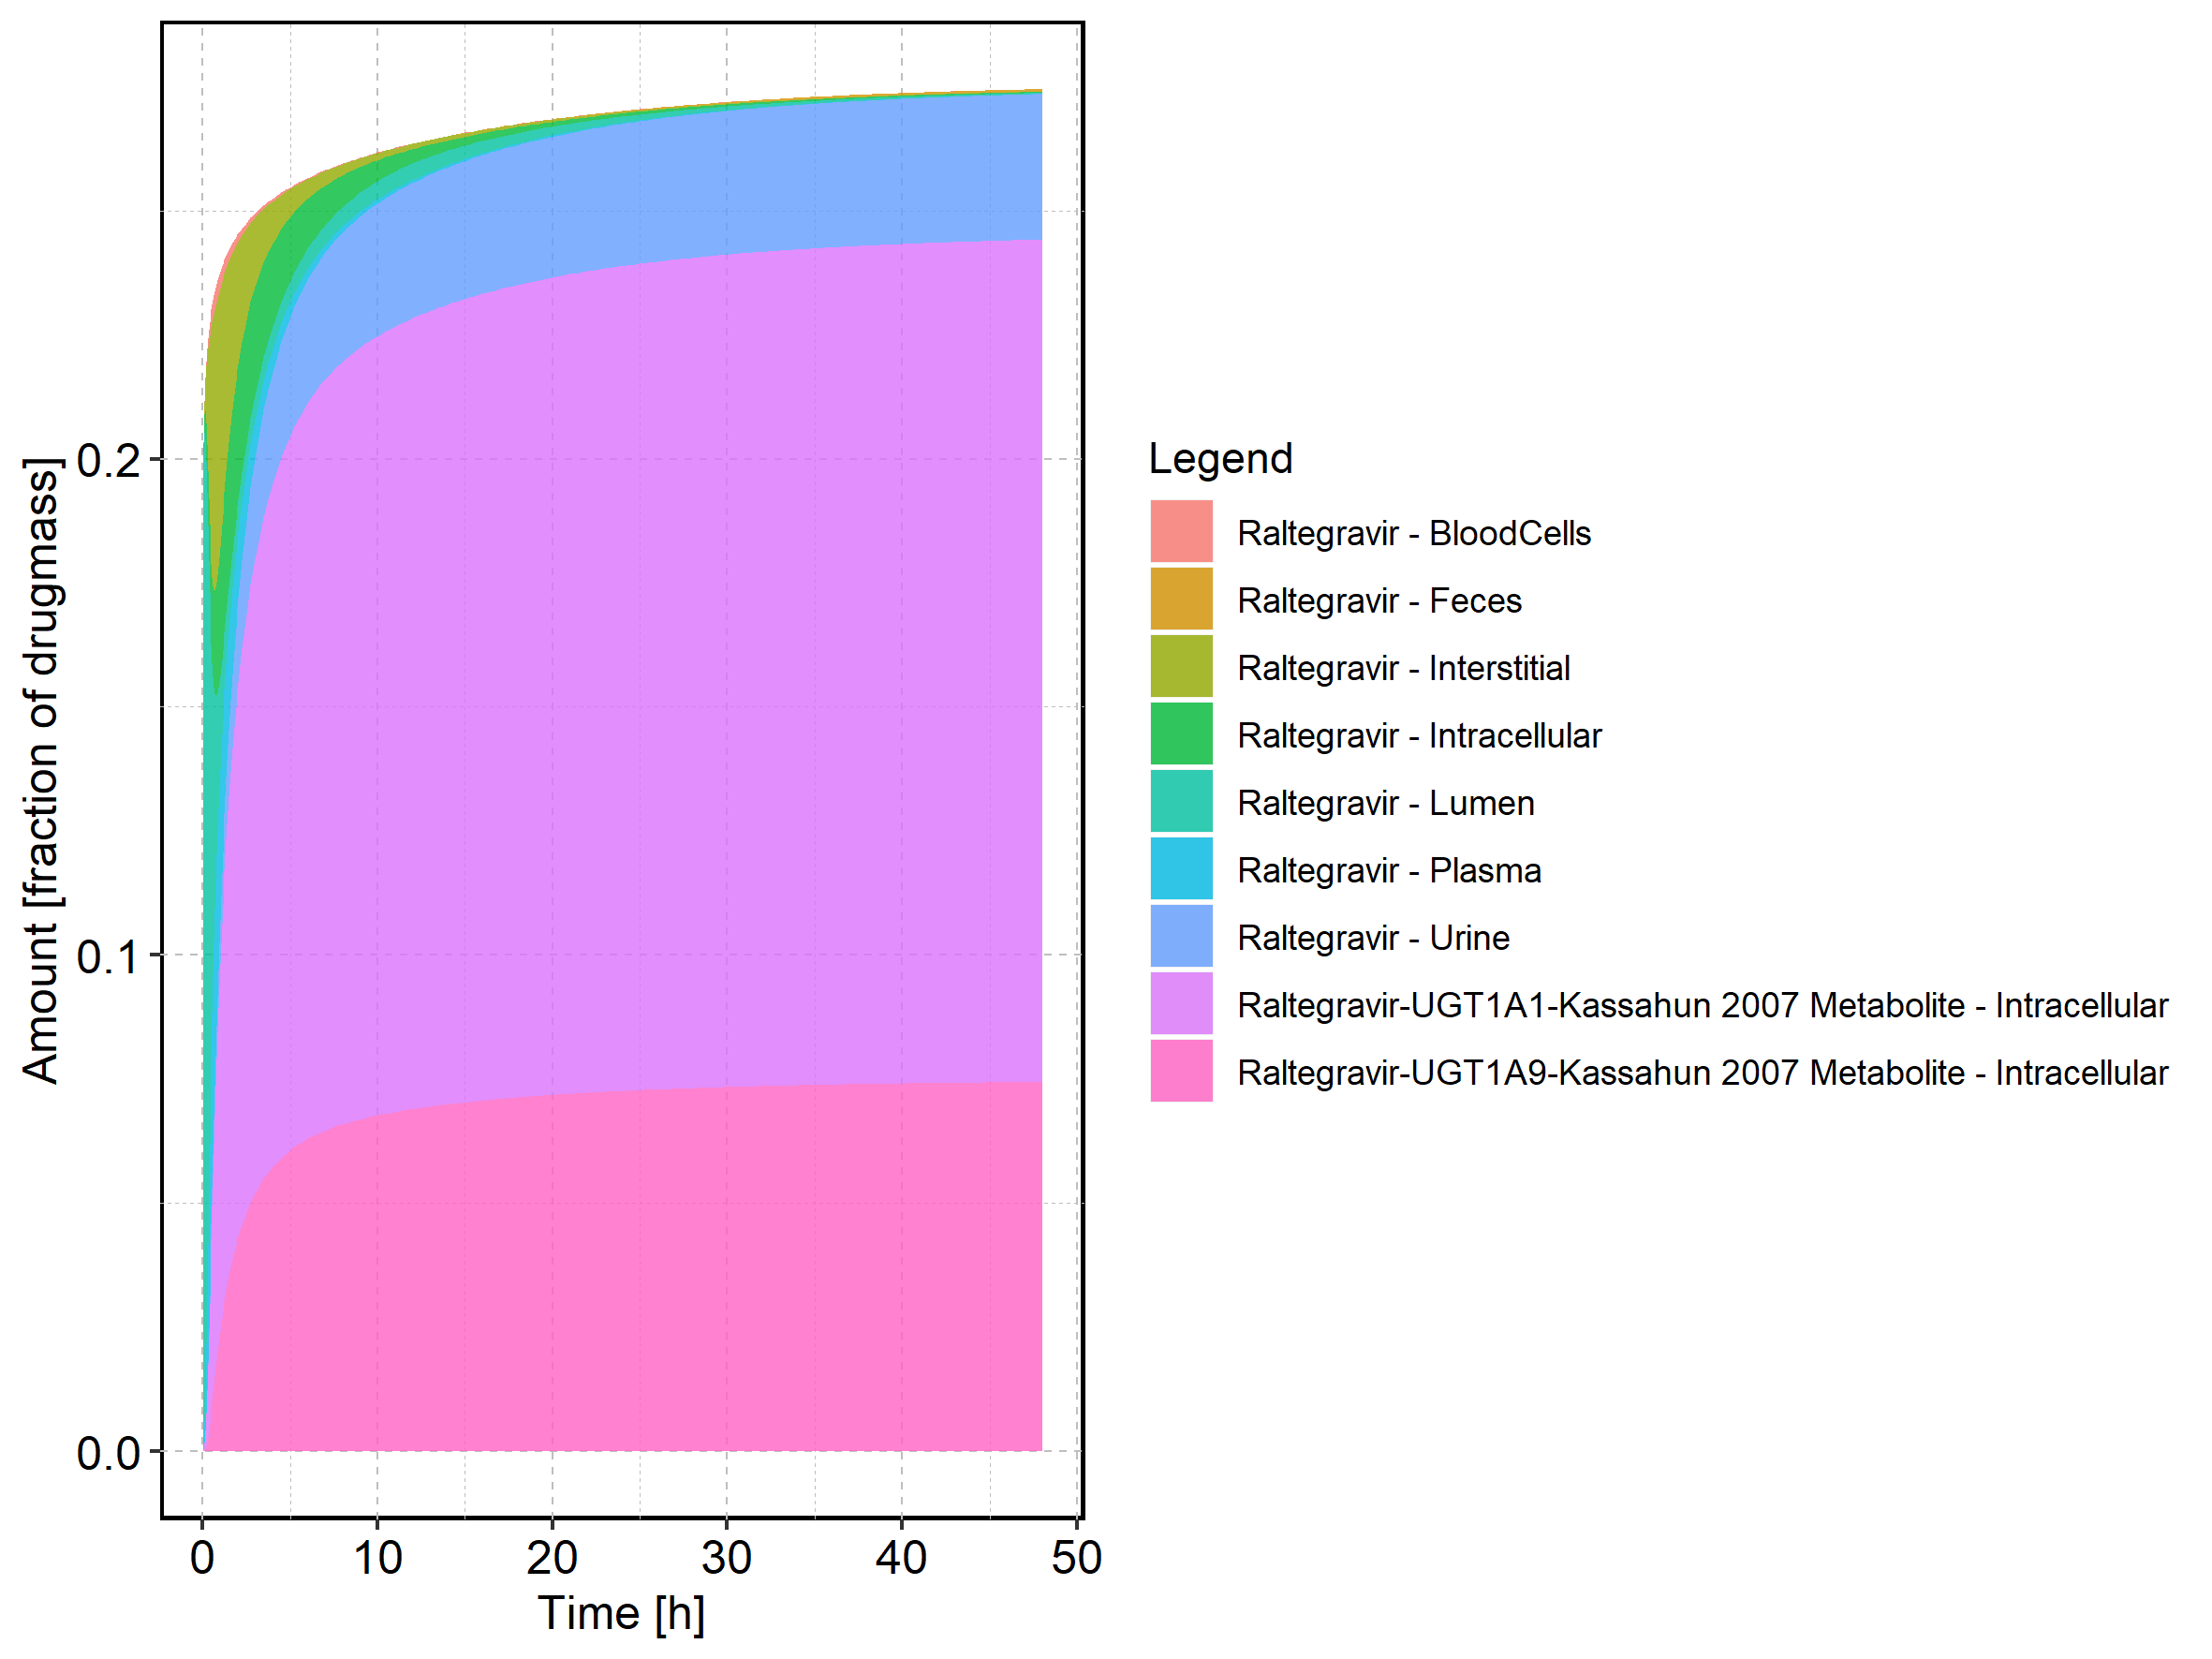 Amount [fraction of drugmass]
0.2
0.1
0.0
0 10 20 30 40 50
Time [h]
Legend
Raltegravir - BloodCells
Raltegravir - Feces
Raltegravir - Interstitial
Raltegravir - Intracellular
Raltegravir - Lumen
Raltegravir - Plasma
Raltegravir - Urine
Raltegravir-UGT1A1-Kassahun 2007 Metabolite - Intracellular
Raltegravir-UGT1A9-Kassahun 2007 Metabolite - Intracellular